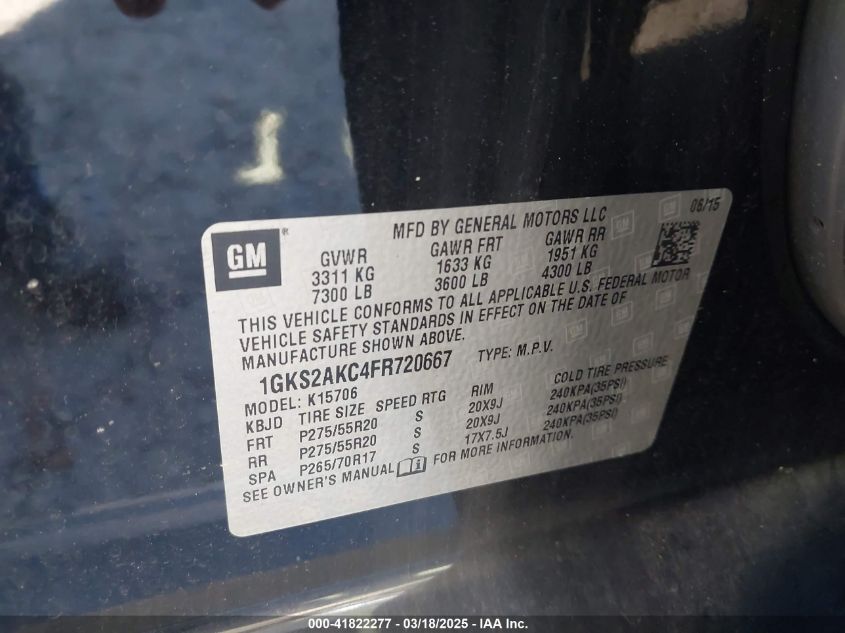 GM
®
MFD BY GENERAL MOTORS LLC
06/15
GVWR GAWR FRT GAWR RR
3311 KG 1633 KG 1951 KG
7300 LB 3600 LB 4300 LB
THIS VEHICLE CONFORMS TO ALL APPLICABLE U.S. FEDERAL MOTOR
VEHICLE SAFETY STANDARDS IN EFFECT ON THE DATE OF
MANUFACTURE SHOWN ABOVE.
1GKS2AKC4FR720667 TYPE: M.P.V.
MODEL: K15706
KBJD TIRE SIZE SPEED RTG RIM COLD TIRE PRESSURE
FRT P275/55R20 S 20X9J 240KPA(35PSI)
RR P275/55R20 S 20X9J 240KPA(35PSI)
SPA P265/70R17 S 17X7.5J 240KPA(35PSI)
SEE OWNER'S MANUAL FOR MORE INFORMATION.
000-41822277 - 03/18/2025 - IAA Inc.